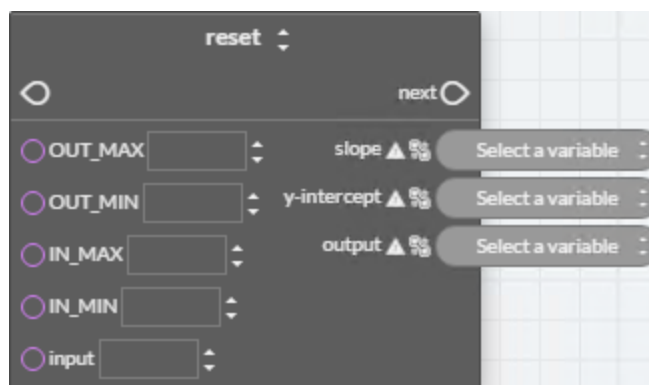 reset
next
OUT_MAX slope Select a variable
OUT_MIN y-intercept Select a variable
IN_MAX output Select a variable
IN_MIN
input